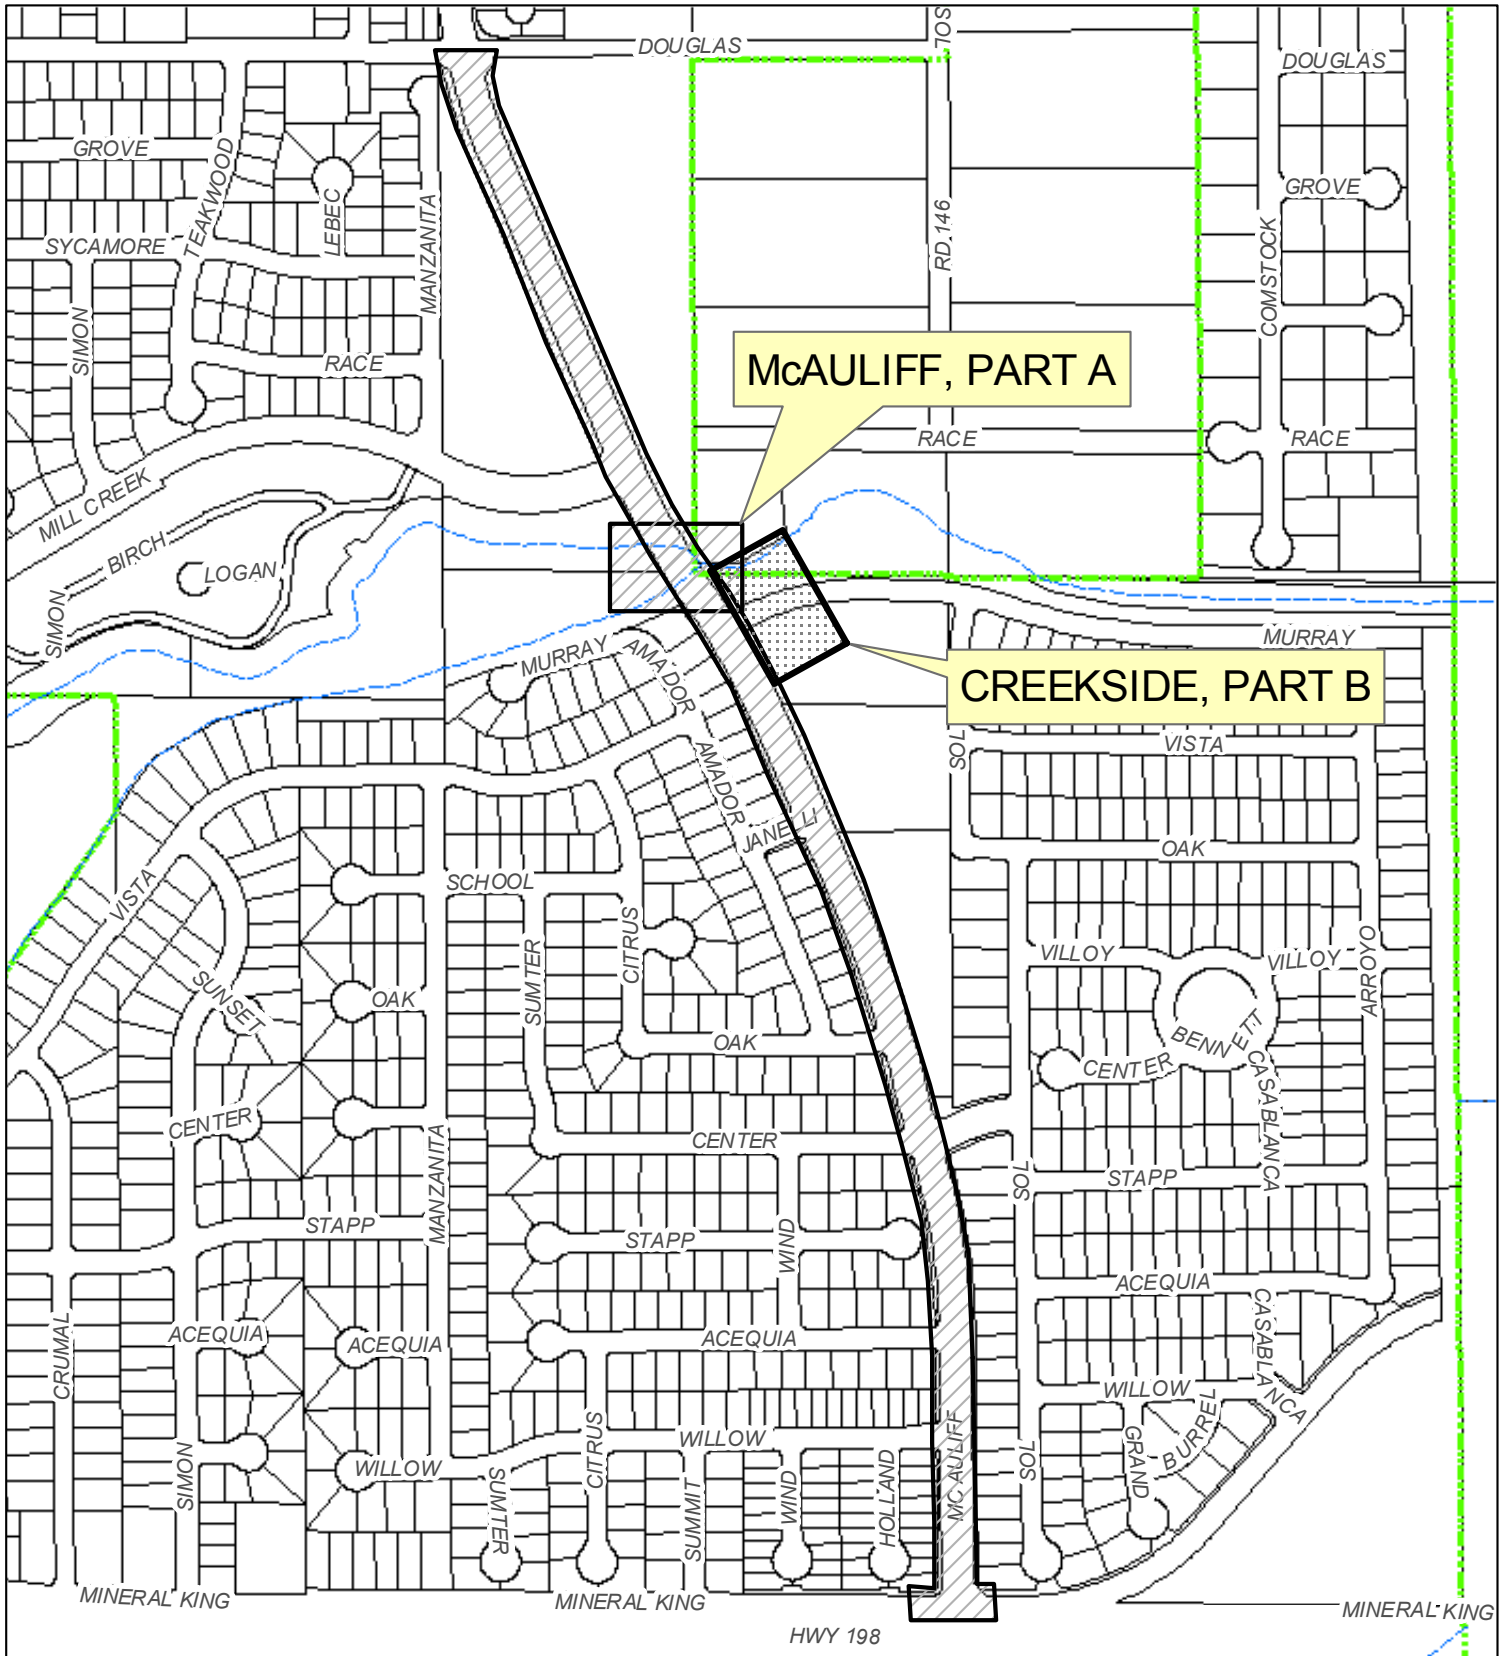 DOUGLAS
SOL
DOUGLAS
GROVE
TEAKWOOD
LEBEC
MANZANITA
SYCAMORE
SIMON
RACE
RD 146
GROVE
COMSTOCK
McAULIFF, PART A
RACE
RACE
MILL CREEK
BIRCH
LOGAN
SIMON
MURRAY
AMADOR
MURRAY
CREEKSIDE, PART B
SOL
VISTA
AMADOR
JANELLI
OAK
VISTA
SCHOOL
CITRUS
SUMTER
SUNSET
OAK
OAK
VILLOY
VILLOY
ARROYO
BENNETT
CENTER
CASABLANCA
CENTER
MANZANITA
CENTER
STAPP
SOL
STAPP
STAPP
WIND
ACEQUIA
CASABLANCA
CRUMAL
ACEQUIA
ACEQUIA
ACEQUIA
WILLOW
BURREL
GRAND
SIMON
WILLOW
SUMTER
CITRUS
WILLOW
SUMMIT
WIND
HOLLAND
MC AULIFF
SOL
MINERAL KING
MINERAL KING
MINERAL KING
HWY 198